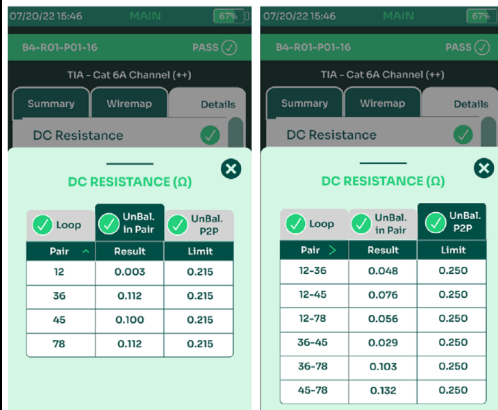 07/20/22 15:46 MAIN 67%
B4-R01-P01-16 PASS
TIA - Cat 6A Channel (++)
Summary Wiremap Details
DC Resistance
DC RESISTANCE (Ω)
Loop UnBal. In Pair UnBal. P2P
Pair Result Limit
12 0.003 0.215
36 0.112 0.215
45 0.100 0.215
78 0.112 0.215
07/20/22 15:46 MAIN 67%
B4-R01-P01-16 PASS
TIA - Cat 6A Channel (++)
Summary Wiremap Details
DC Resistance
DC RESISTANCE (Ω)
Loop UnBal. in Pair UnBal. P2P
Pair > Result Limit
12-36 0.048 0.250
12-45 0.076 0.250
12-78 0.056 0.250
36-45 0.029 0.250
36-78 0.103 0.250
45-78 0.132 0.250